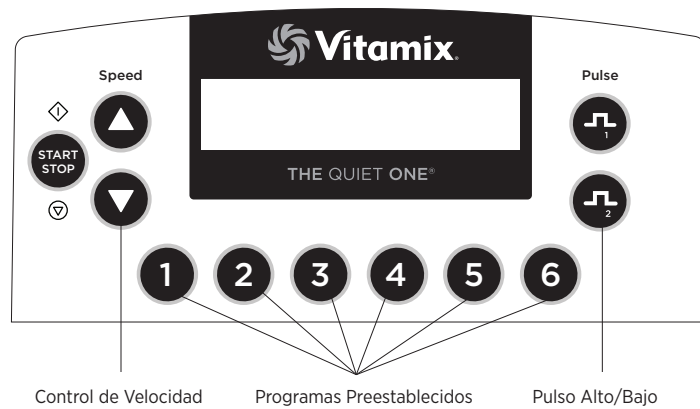 Vitamix®
Speed
Pulse
START
STOP
1
THE QUIET ONE®
2
1 2 3 4 5 6
Control de Velocidad Programas Preestablecidos Pulso Alto/Bajo